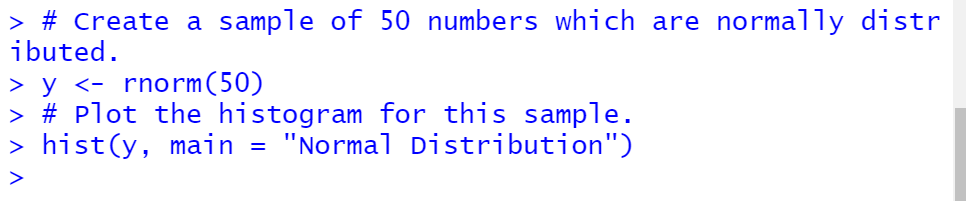 > # Create a sample of 50 numbers which are normally distr
ibuted.
> y <- rnorm(50)
> # Plot the histogram for this sample.
> hist(y, main = "Normal Distribution")
>